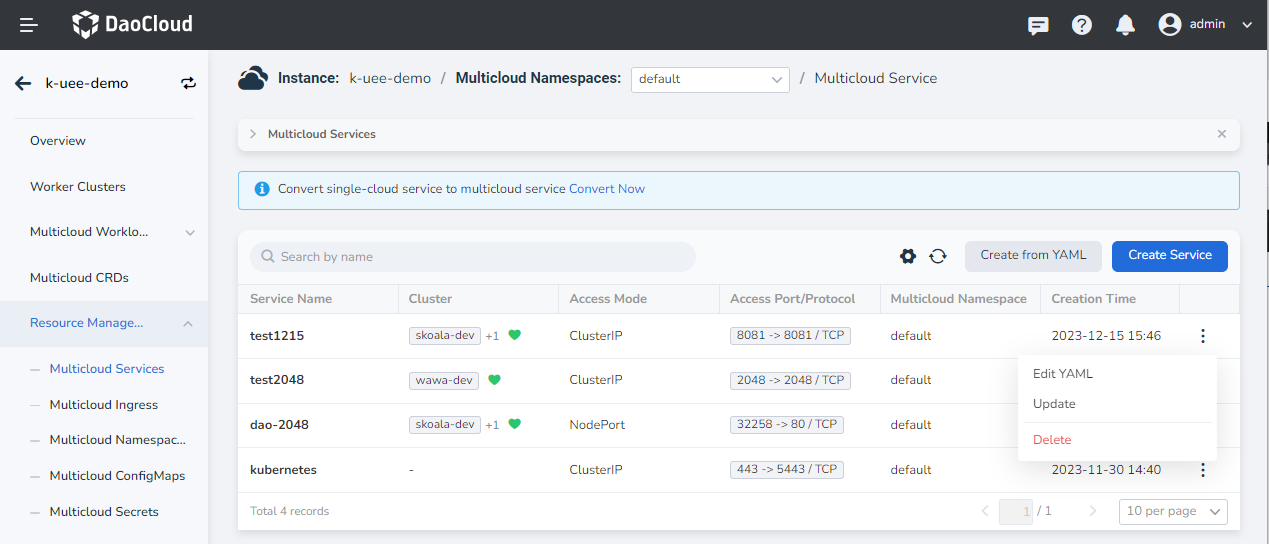 DaoCloud
admin
k-uee-demo
Instance: k-uee-demo / Multicloud Namespaces: default / Multicloud Service
Overview
Worker Clusters
Multicloud Worklo...
Multicloud CRDs
Resource Manage...
Multicloud Services
Multicloud Ingress
Multicloud Namespac...
Multicloud ConfigMaps
Multicloud Secrets
Multicloud Services
Convert single-cloud service to multicloud service Convert Now
Search by name
Create from YAML
Create Service
Service Name Cluster Access Mode Access Port/Protocol Multicloud Namespace Creation Time
test1215 skoala-dev +1 ClusterIP 8081 -> 8081 / TCP default 2023-12-15 15:46
test2048 wawa-dev ClusterIP 2048 -> 2048 / TCP default
dao-2048 skoala-dev +1 NodePort 32258 -> 80 / TCP default
kubernetes - ClusterIP 443 -> 5443 / TCP default 2023-11-30 14:40
Edit YAML
Update
Delete
Total 4 records
1 / 1
10 per page